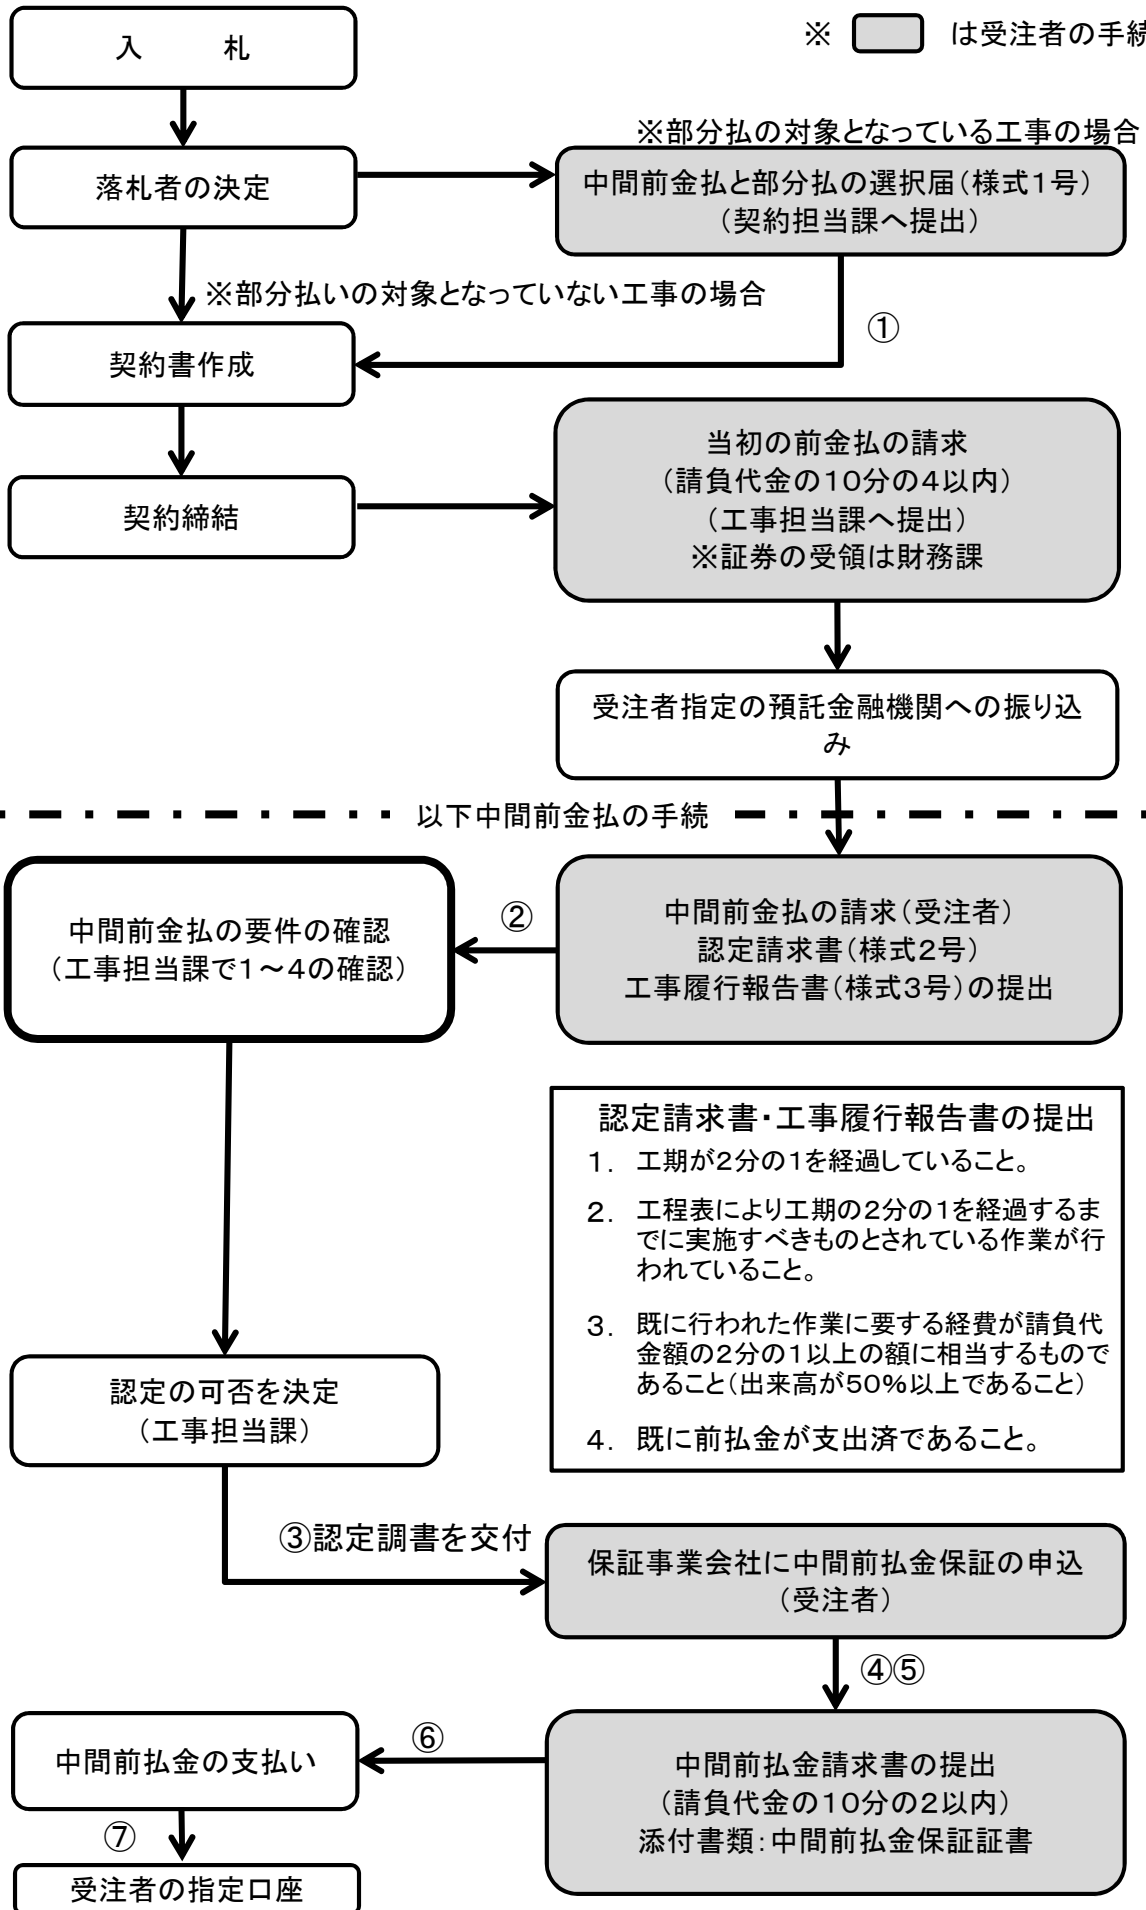 ※ は受注者の手続
入 札
※部分払の対象となっている工事の場合
落札者の決定
中間前金払と部分払の選択届(様式1号)
(契約担当課へ提出)
※部分払いの対象となっていない工事の場合
①
契約書作成
当初の前金払の請求
(請負代金の10分の4以内)
(工事担当課へ提出)
※証券の受領は財務課
契約締結
受注者指定の預託金融機関への振り込
み
以下中間前金払の手続
中間前金払の要件の確認
(工事担当課で1～4の確認)
②
中間前金払の請求(受注者)
認定請求書(様式2号)
工事履行報告書(様式3号)の提出
認定請求書・工事履行報告書の提出
1. 工期が2分の1を経過していること。
2. 工程表により工期の2分の1を経過するま
でに実施すべきものとされている作業が行
われていること。
3. 既に行われた作業に要する経費が請負代
金額の2分の1以上の額に相当するもので
あること(出来高が50%以上であること)
4. 既に前払金が支出済であること。
認定の可否を決定
(工事担当課)
③認定調書を交付
保証事業会社に中間前払金保証の申込
(受注者)
④⑤
中間前払金の支払い
⑥
中間前払金請求書の提出
(請負代金の10分の2以内)
添付書類:中間前払金保証証書
⑦
受注者の指定口座